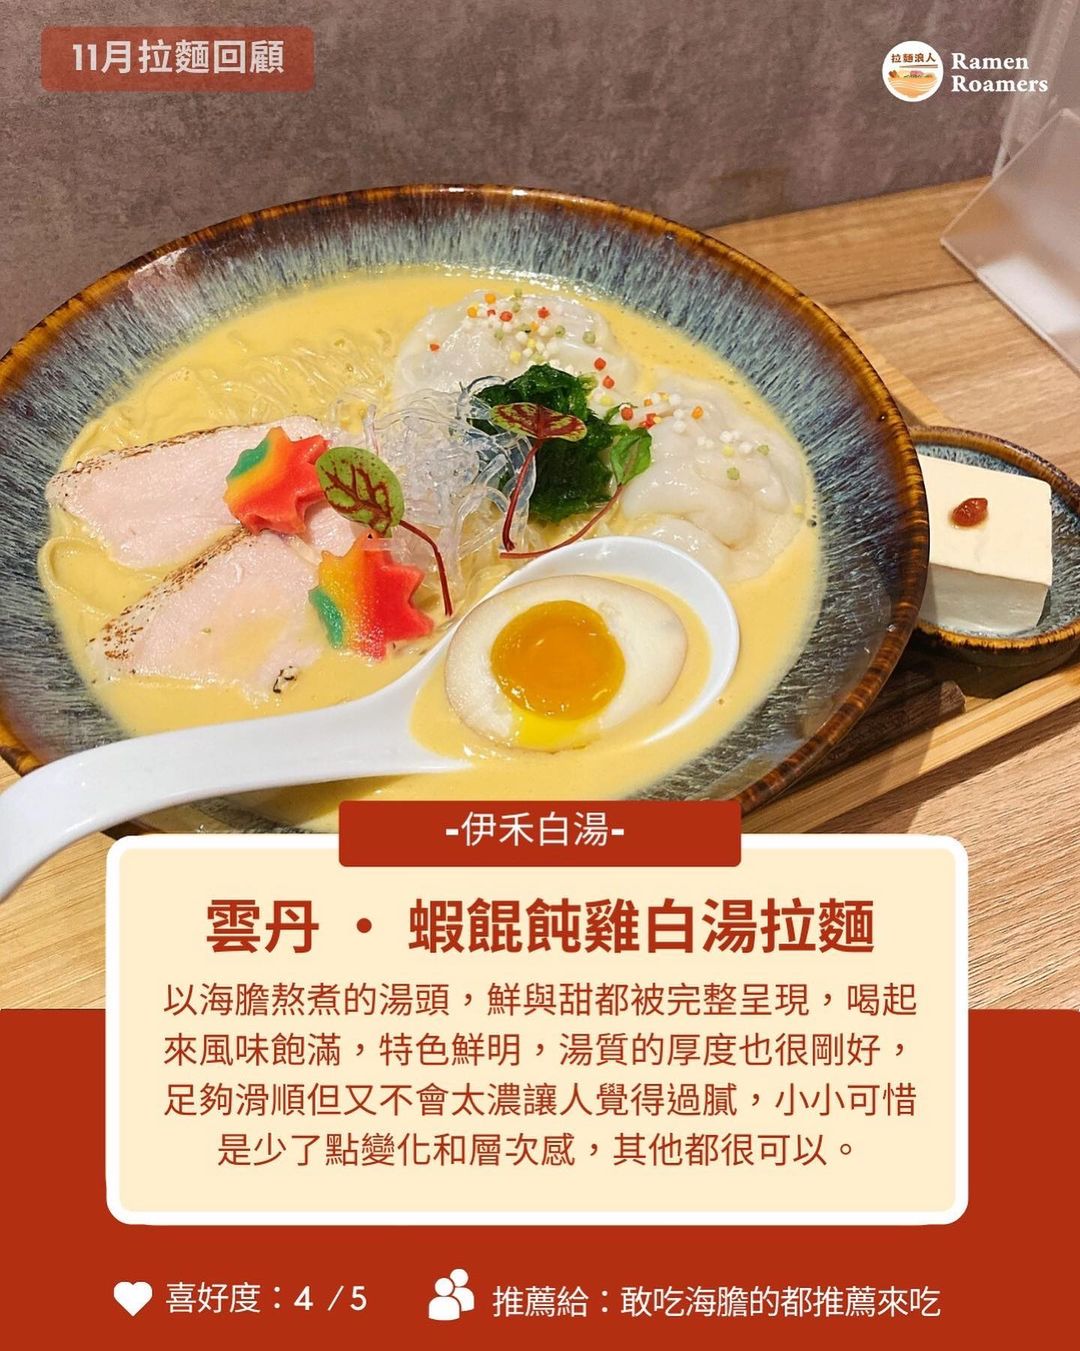 11月拉麵回顧
拉麵浪人
Ramen
Roamers
-伊禾白湯-
雲丹 • 蝦餛飩雞白湯拉麵
以海膽熬煮的湯頭，鮮與甜都被完整呈現，喝起
來風味飽滿，特色鮮明，湯質的厚度也很剛好，
足夠滑順但又不會太濃讓人覺得過膩，小小可惜
是少了點變化和層次感，其他都很可以。
喜好度：4 / 5
推薦給：敢吃海膽的都推薦來吃